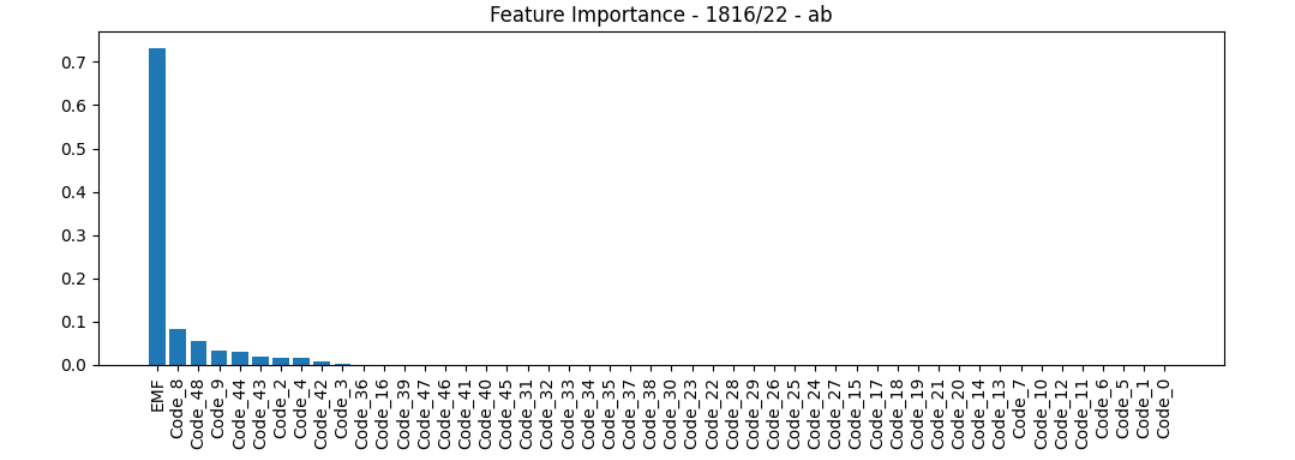 Feature Importance - 1816/22 - ab
0.7
0.6
0.5
0.4
0.3
0.2
0.1
0.0
EMF
Code_8
Code_48
Code_9
Code_44
Code_43
Code_2
Code_4
Code_42
Code_3
Code_36
Code_16
Code_39
Code_47
Code_46
Code_41
Code_40
Code_45
Code_31
Code_32
Code_33
Code_34
Code_35
Code_37
Code_38
Code_30
Code_23
Code_22
Code_28
Code_29
Code_26
Code_25
Code_24
Code_27
Code_15
Code_17
Code_18
Code_19
Code_21
Code_20
Code_14
Code_13
Code_7
Code_10
Code_12
Code_11
Code_6
Code_5
Code_1
Code_0